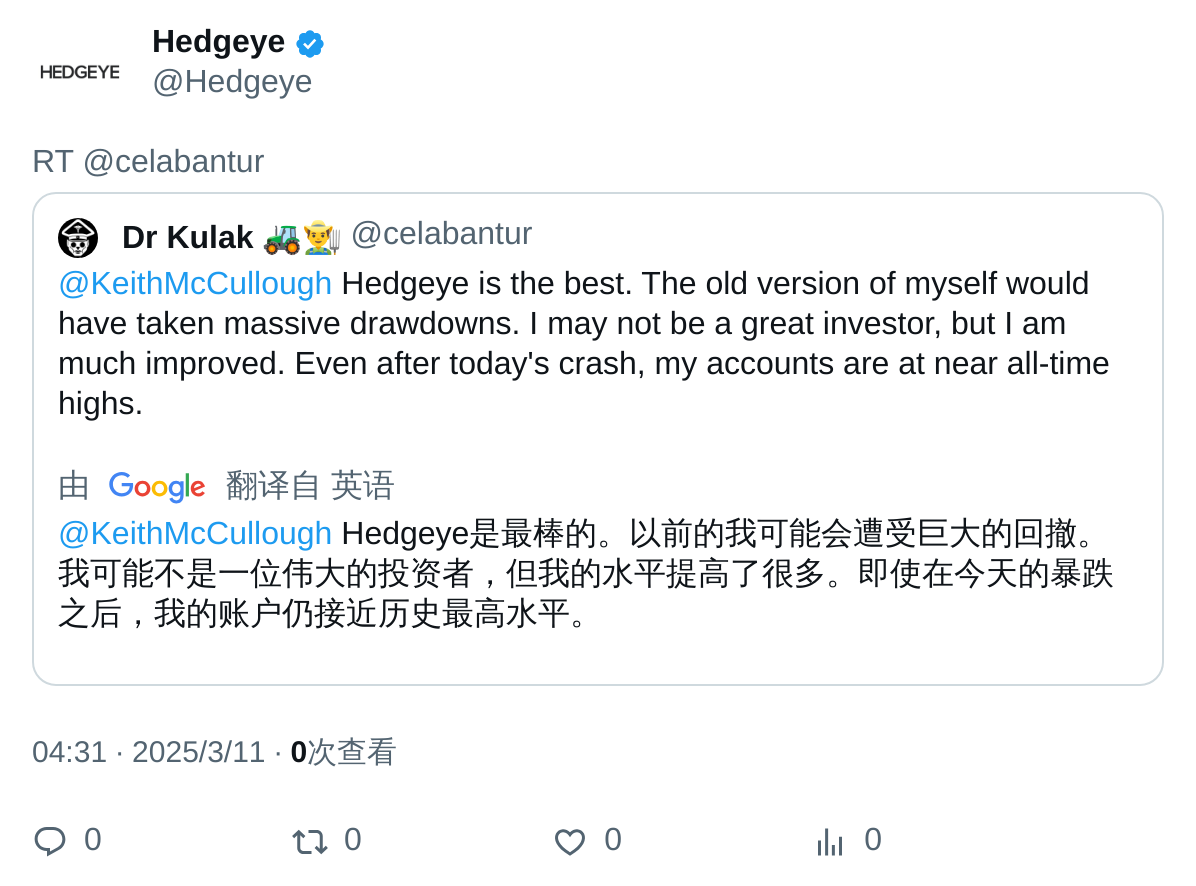 Hedgeye
HEDGEYE
@Hedgeye
RT @celabantur
Dr Kulak 🚜👨‍🌾 @celabantur
@KeithMcCullough Hedgeye is the best. The old version of myself would
have taken massive drawdowns. I may not be a great investor, but I am
much improved. Even after today's crash, my accounts are at near all-time
highs.
由 Google 翻译自 英语
@KeithMcCullough Hedgeye是最棒的。以前的我可能会遭受巨大的回撤。
我可能不是一位伟大的投资者，但我的水平提高了很多。即使在今天的暴跌
之后，我的账户仍接近历史最高水平。
04:31 · 2025/3/11 · 0次查看
0 0 0 0